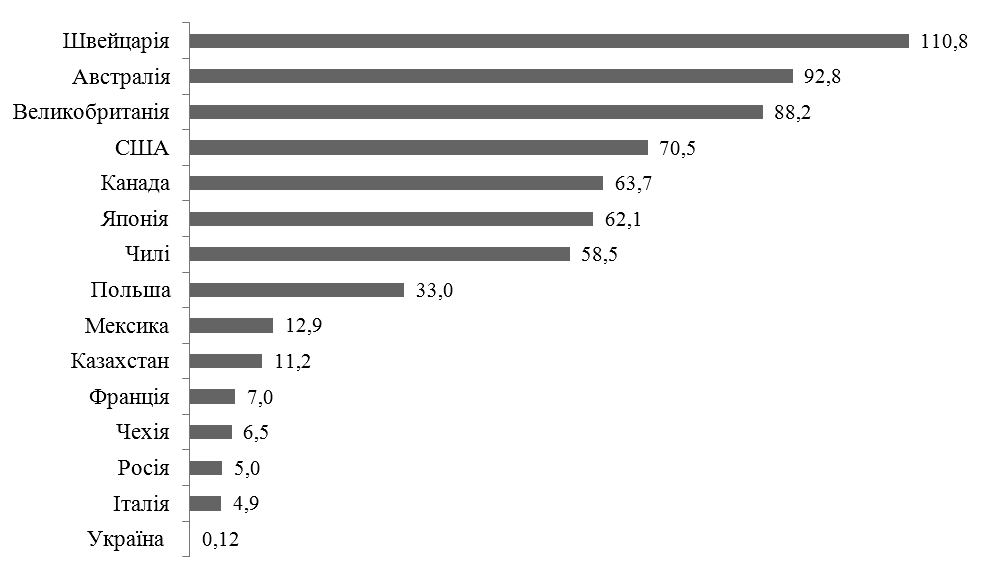 Швейцарія 110,8
Австралія 92,8
Великобританія 88,2
США 70,5
Канада 63,7
Японія 62,1
Чилі 58,5
Польша 33,0
Мексика 12,9
Казахстан 11,2
Франція 7,0
Чехія 6,5
Росія 5,0
Італія 4,9
Україна 0,12